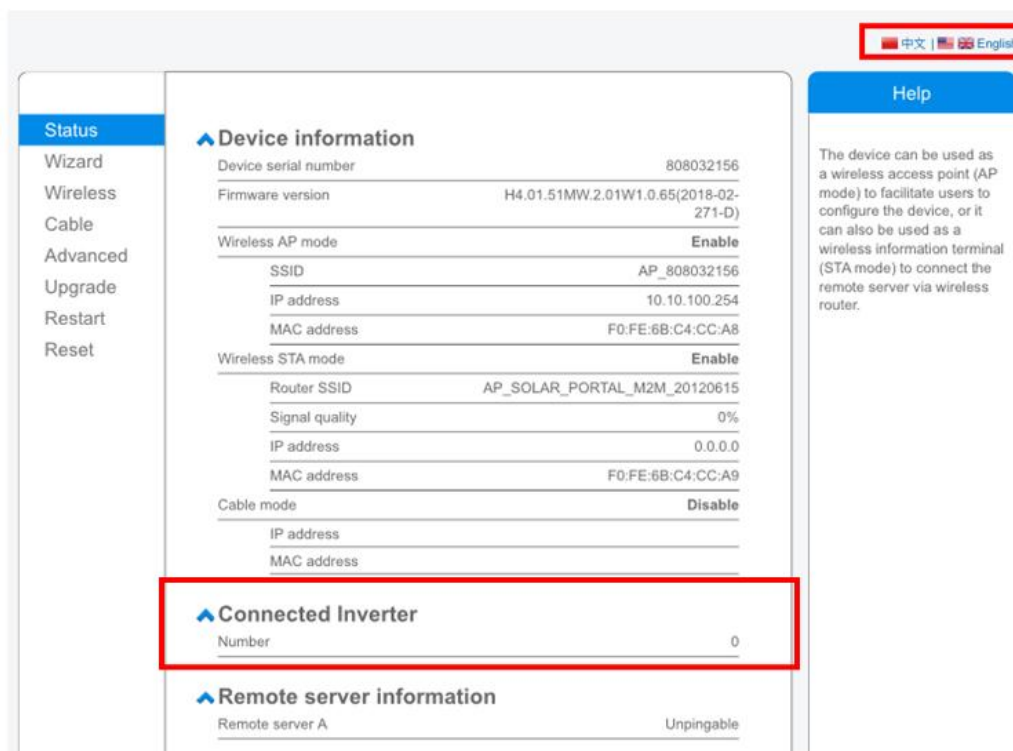 中文 | English
Help
Status
Wizard
Wireless
Cable
Advanced
Upgrade
Restart
Reset
Device information
Device serial number 808032156
Firmware version H4.01.51MW.2.01W1.0.65(2018-02-
271-D)
Wireless AP mode Enable
SSID AP_808032156
IP address 10.10.100.254
MAC address F0:FE:6B:C4:CC:A8
Wireless STA mode Enable
Router SSID AP_SOLAR_PORTAL_M2M_20120615
Signal quality 0%
IP address 0.0.0.0
MAC address F0:FE:6B:C4:CC:A9
Cable mode Disable
IP address
MAC address
Connected Inverter
Number 0
Remote server information
Remote server A Unpingable
The device can be used as
a wireless access point (AP
mode) to facilitate users to
configure the device, or it
can also be used as a
wireless information terminal
(STA mode) to connect the
remote server via wireless
router.